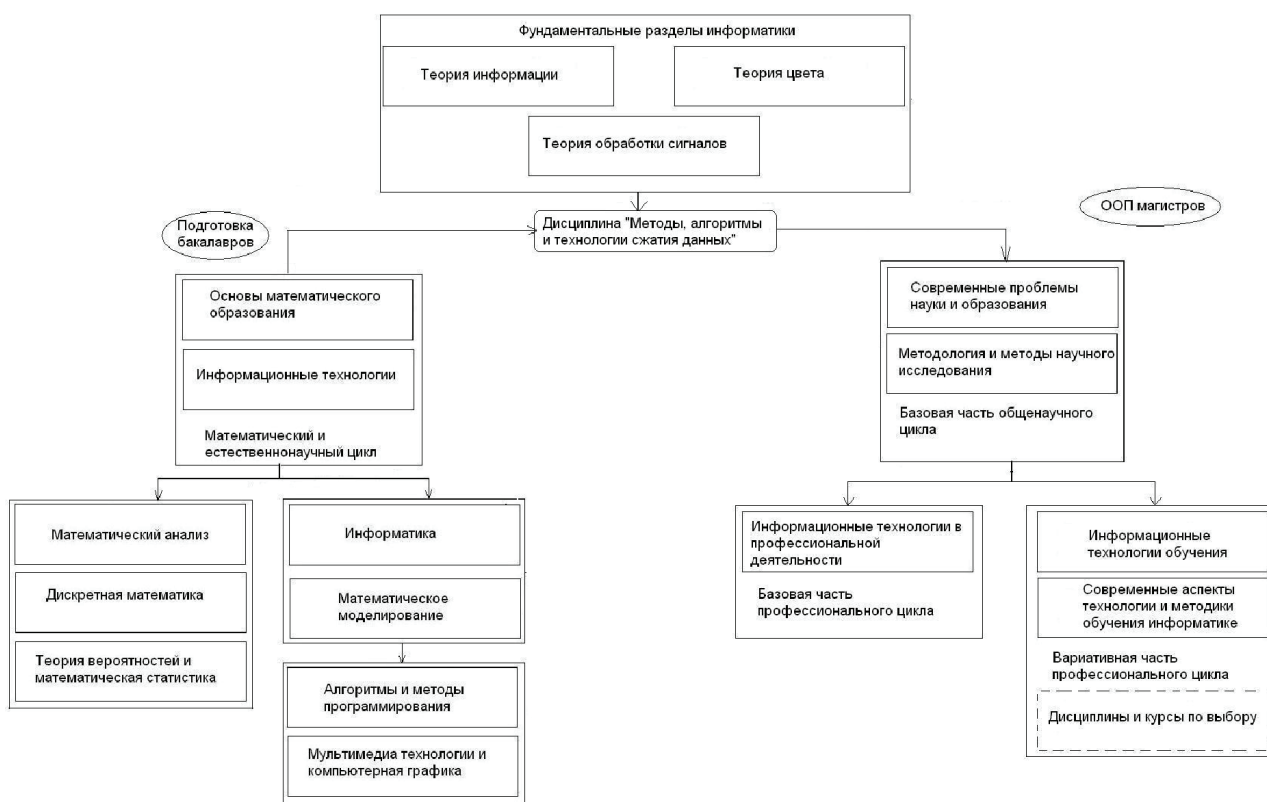 Фундаментальные разделы информатики
Теория информации
Теория цвета
Теория обработки сигналов
Подготовка
бакалавров
Дисциплина "Методы, алгоритмы
и технологии сжатия данных"
ООП магистров
Основы математического
образования
Информационные технологии
Математический и
естественнонаучный цикл
Современные проблемы
науки и образования
Методология и методы научного
исследования
Базовая часть общенаучного
цикла
Математический анализ
Дискретная математика
Теория вероятностей и
математическая статистика
Информатика
Математическое
моделирование
Алгоритмы и методы
программирования
Мультимедиа технологии и
компьютерная графика
Информационные технологии в
профессиональной
деятельности
Базовая часть
профессионального цикла
Информационные
технологии обучения
Современные аспекты
технологии и методики
обучения информатике
Вариативная часть
профессионального цикла
Дисциплины и курсы по выбору